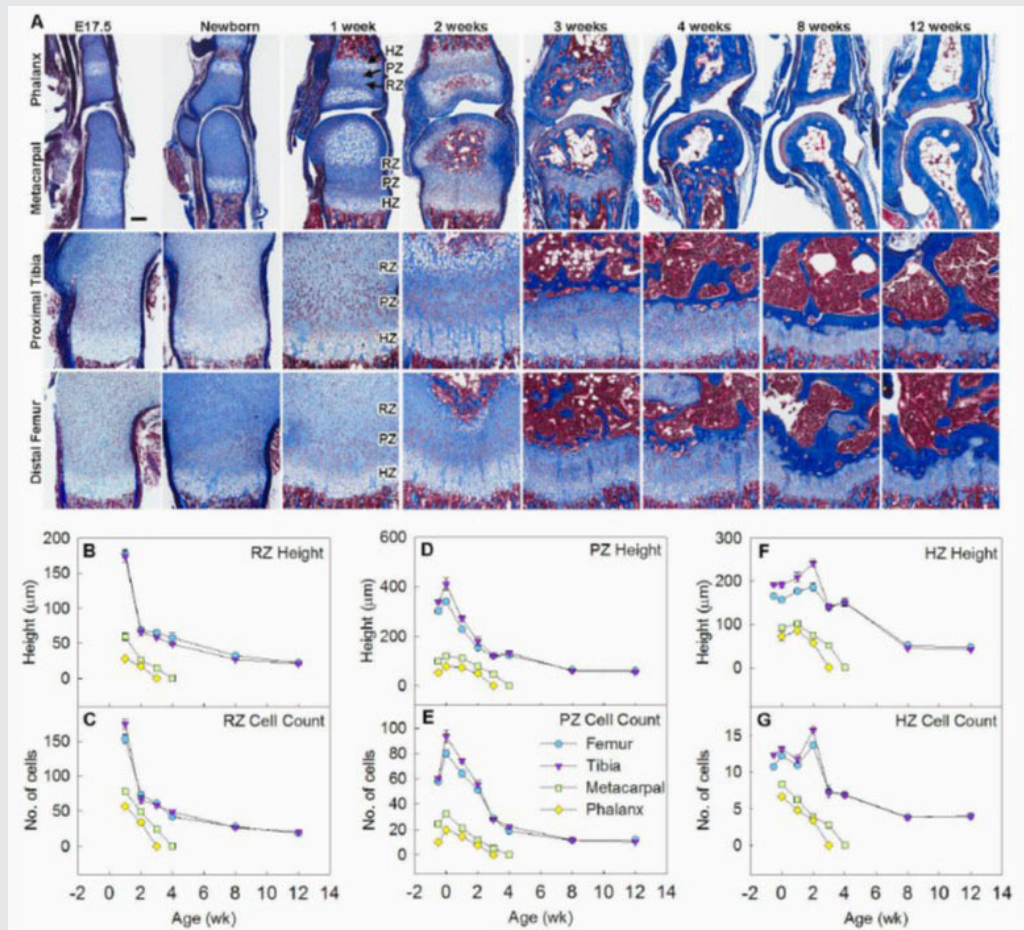 A E17.5 Newborn 1 week 2 weeks 3 weeks 4 weeks 8 weeks 12 weeks
Phalanx
HZ
PZ
RZ
Metacarpal
RZ
PZ
HZ
Proximal Tibia
RZ
PZ
HZ
Distal Femur
RZ
PZ
HZ
B RZ Height
Height (μm)
200
150
100
50
0
C RZ Cell Count
No. of cells
150
100
50
0
-2 0 2 4 6 8 10 12 14
Age (wk)
D PZ Height
Height (μm)
600
400
200
0
E PZ Cell Count
No. of cells
100
80
60
40
20
0
Femur
Tibia
Metacarpal
Phalanx
-2 0 2 4 6 8 10 12 14
Age (wk)
F HZ Height
Height (μm)
300
200
100
0
G HZ Cell Count
No. of cells
15
10
5
0
-2 0 2 4 6 8 10 12 14
Age (wk)